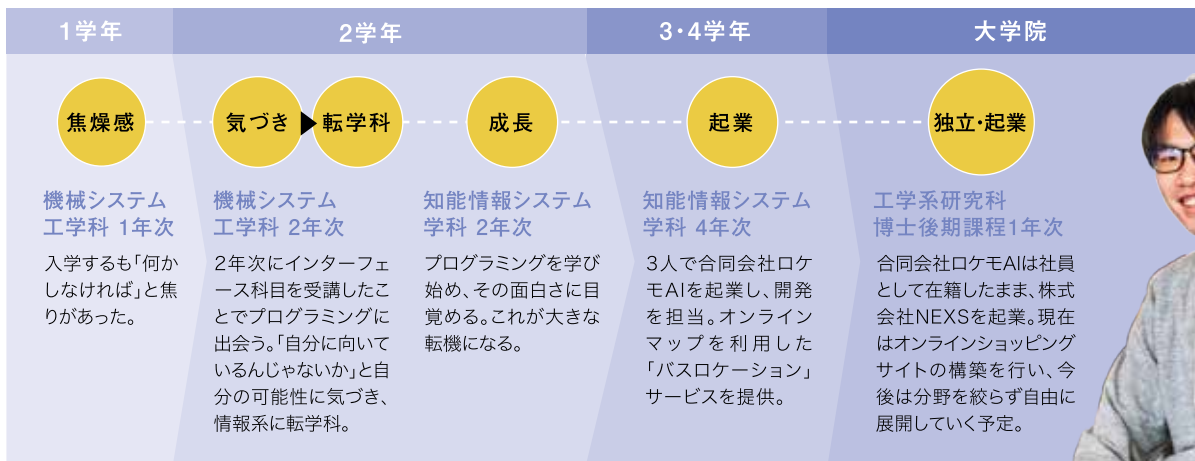 1学年
2学年
3・4学年
大学院
焦燥感
気づき
転学科
成長
起業
独立・起業
機械システム
工学科 1年次
入学するも「何か
しなければ」と焦
りがあった。
機械システム
工学科 2年次
2年次にインターフェ
ース科目を受講したこ
とでプログラミングに
出会う。「自分に向いて
いるんじゃないか」と自
分の可能性に気づき、
情報系に転学科。
知能情報システム
学科 2年次
プログラミングを学び
始め、その面白さに目
覚める。これが大きな
転機になる。
知能情報システム
学科 4年次
3人で合同会社ロケ
モAIを起業し、開発
を担当。オンライン
マップを利用した
「バスロケーション」
サービスを提供。
工学系研究科
博士後期課程1年次
合同会社ロケモAIは社員
として在籍したまま、株式
会社NEXSを起業。現在
はオンラインショッピング
サイトの構築を行い、今
後は分野を絞らず自由に
展開していく予定。